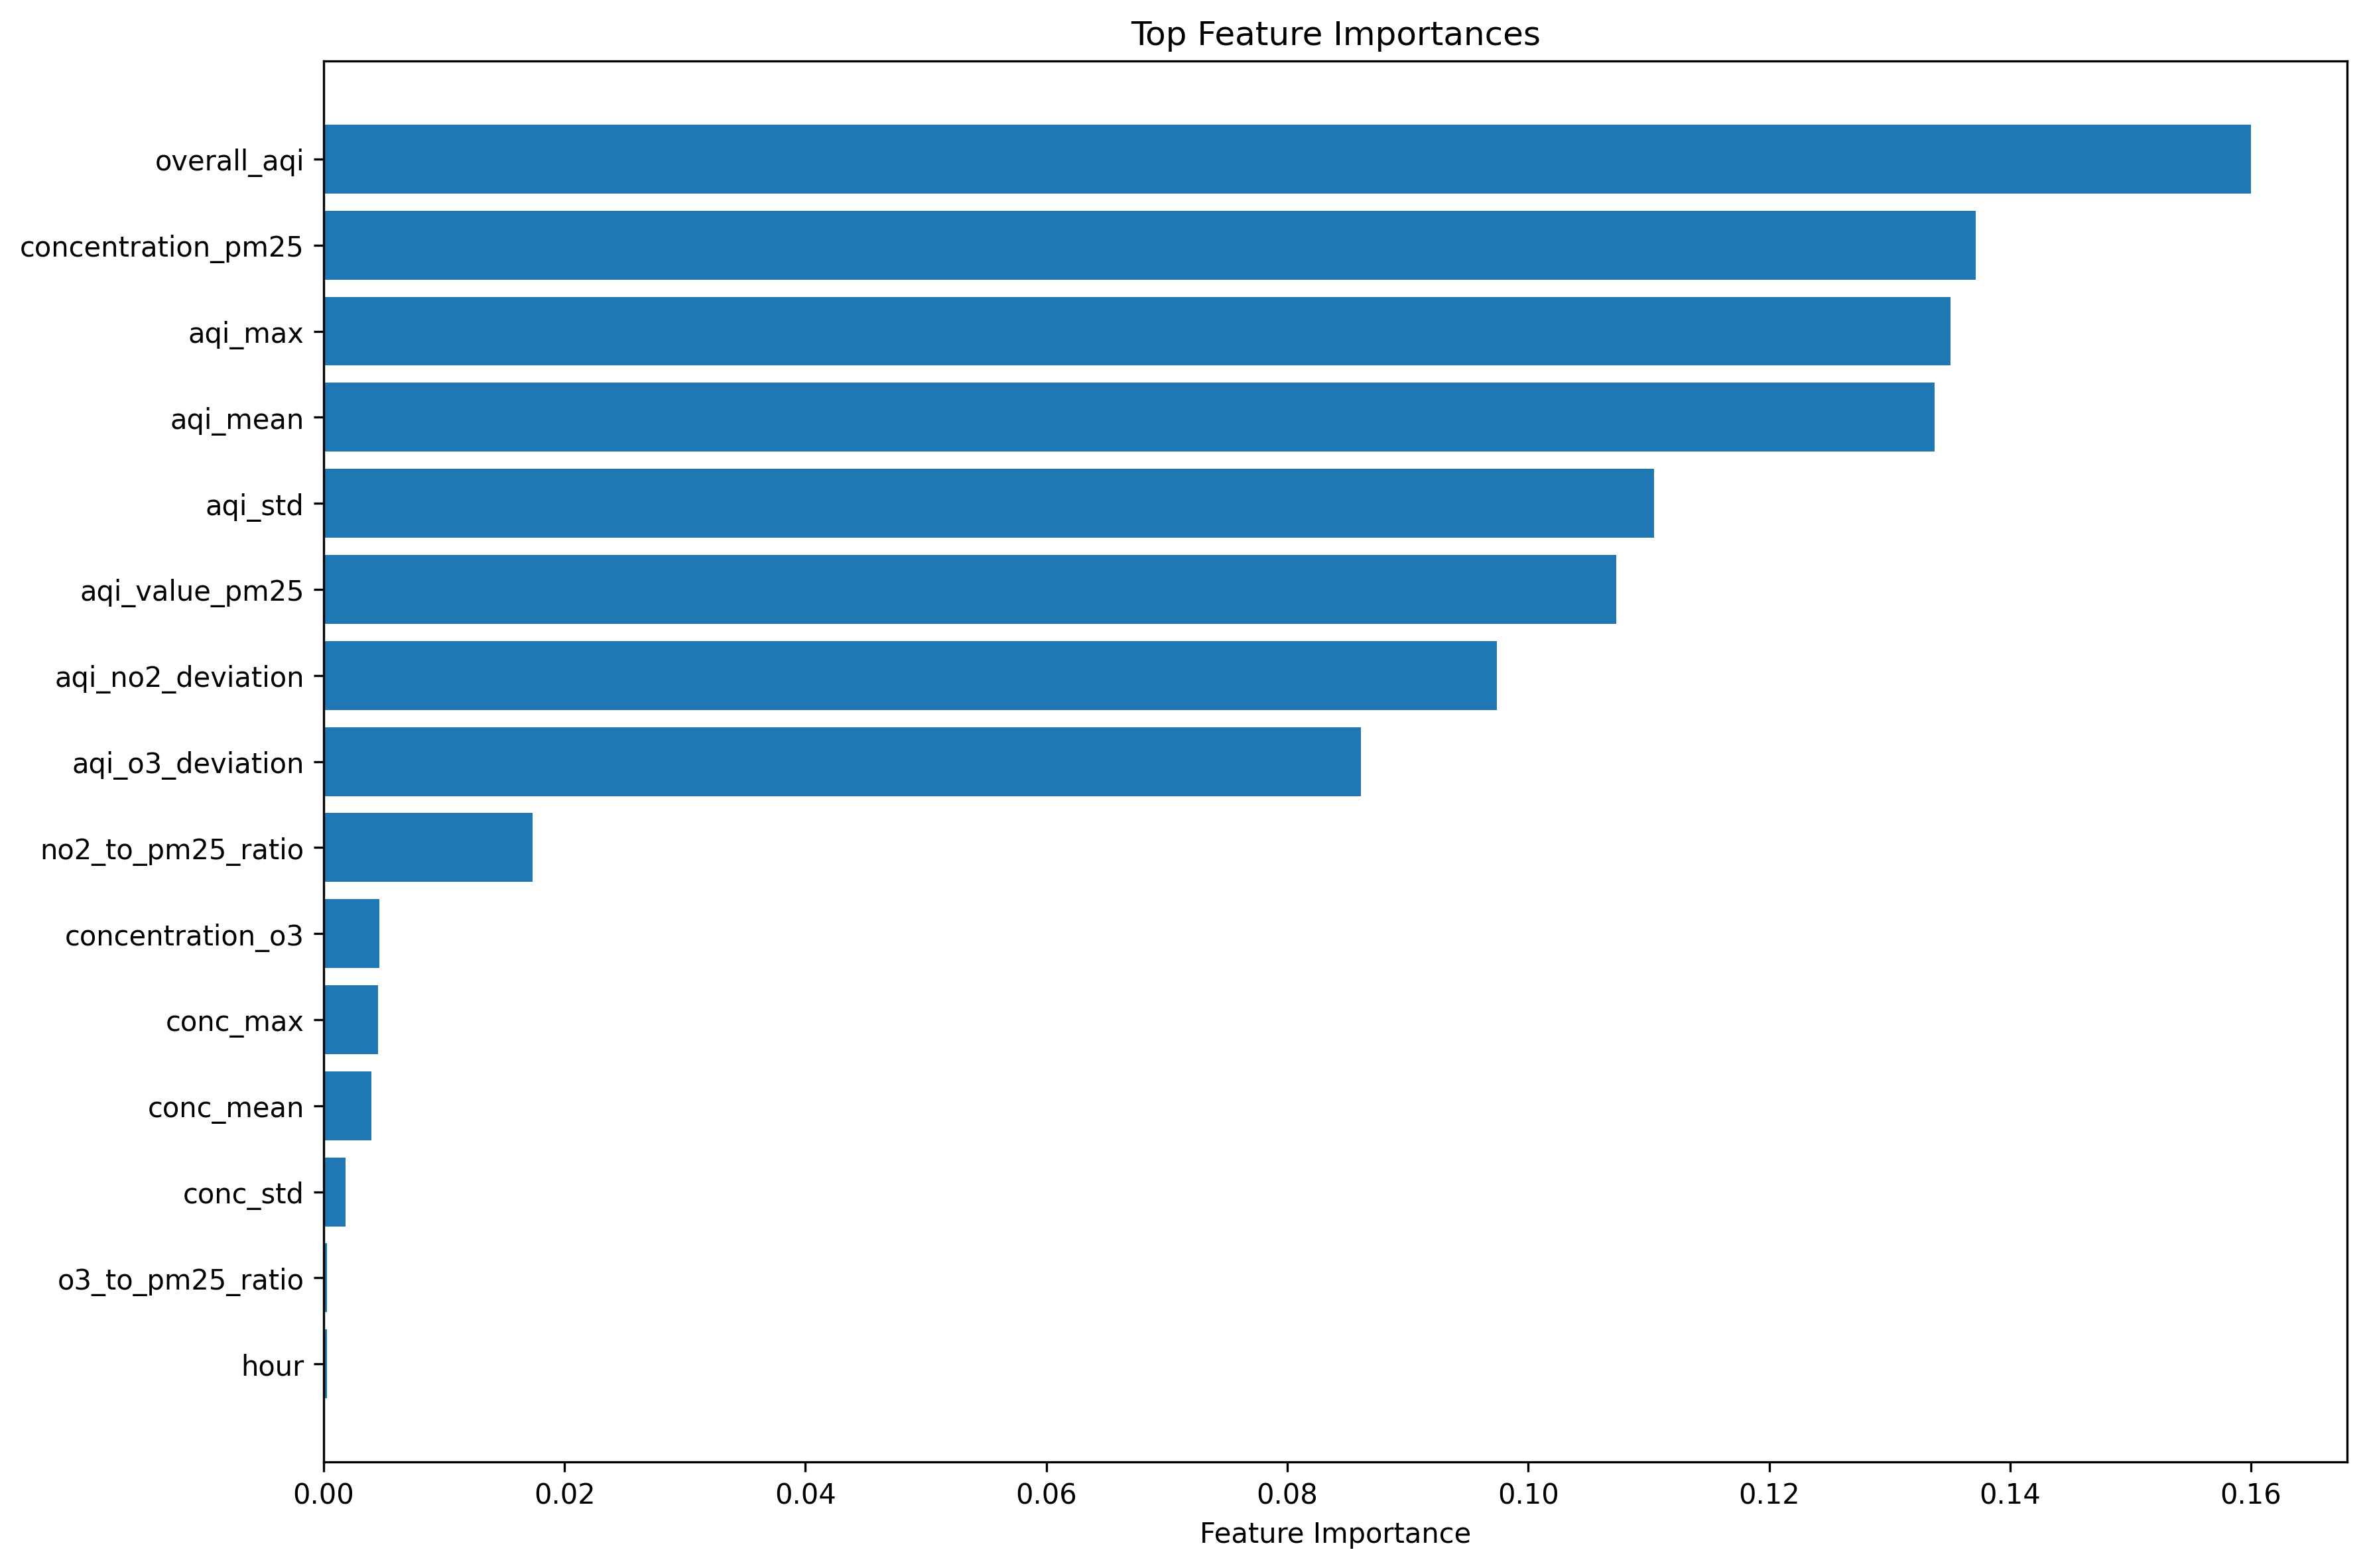 Top Feature Importances
overall_aqi
concentration_pm25
aqi_max
aqi_mean
aqi_std
aqi_value_pm25
aqi_no2_deviation
aqi_o3_deviation
no2_to_pm25_ratio
concentration_o3
conc_max
conc_mean
conc_std
o3_to_pm25_ratio
hour
0.00 0.02 0.04 0.06 0.08 0.10 0.12 0.14 0.16
Feature Importance